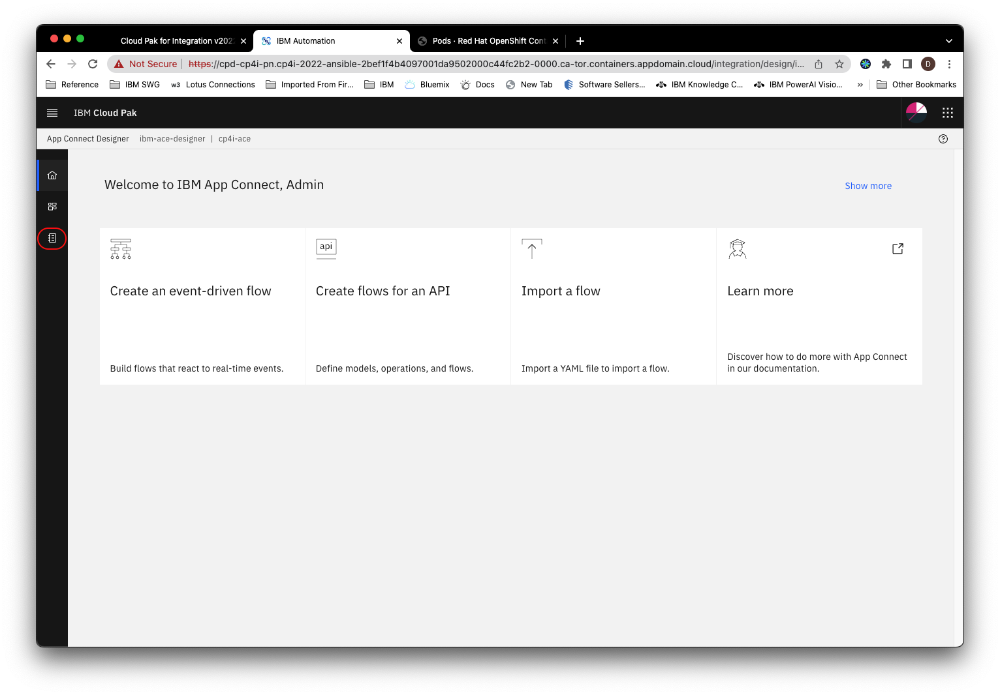 Cloud Pak for Integration v202
IBM Automation
Pods · Red Hat OpenShift Cont
Not Secure
https://cpd-cp4i-pn.cp4i-2022-ansible-2bef1f4b4097001da9502000c44fc2b2-0000.ca-tor.containers.appdomain.cloud/integration/design/i...
D
Reference
IBM SWG
w3 Lotus Connections
Imported From Fir...
IBM
Bluemix
Docs
New Tab
Software Sellers...
IBM Knowledge C...
IBM PowerAI Visio...
»
Other Bookmarks
IBM Cloud Pak
App Connect Designer ibm-ace-designer | cp4i-ace
Welcome to IBM App Connect, Admin
Show more
api
Create an event-driven flow
Build flows that react to real-time events.
Create flows for an API
Define models, operations, and flows.
Import a flow
Import a YAML file to import a flow.
Learn more
Discover how to do more with App Connect
in our documentation.